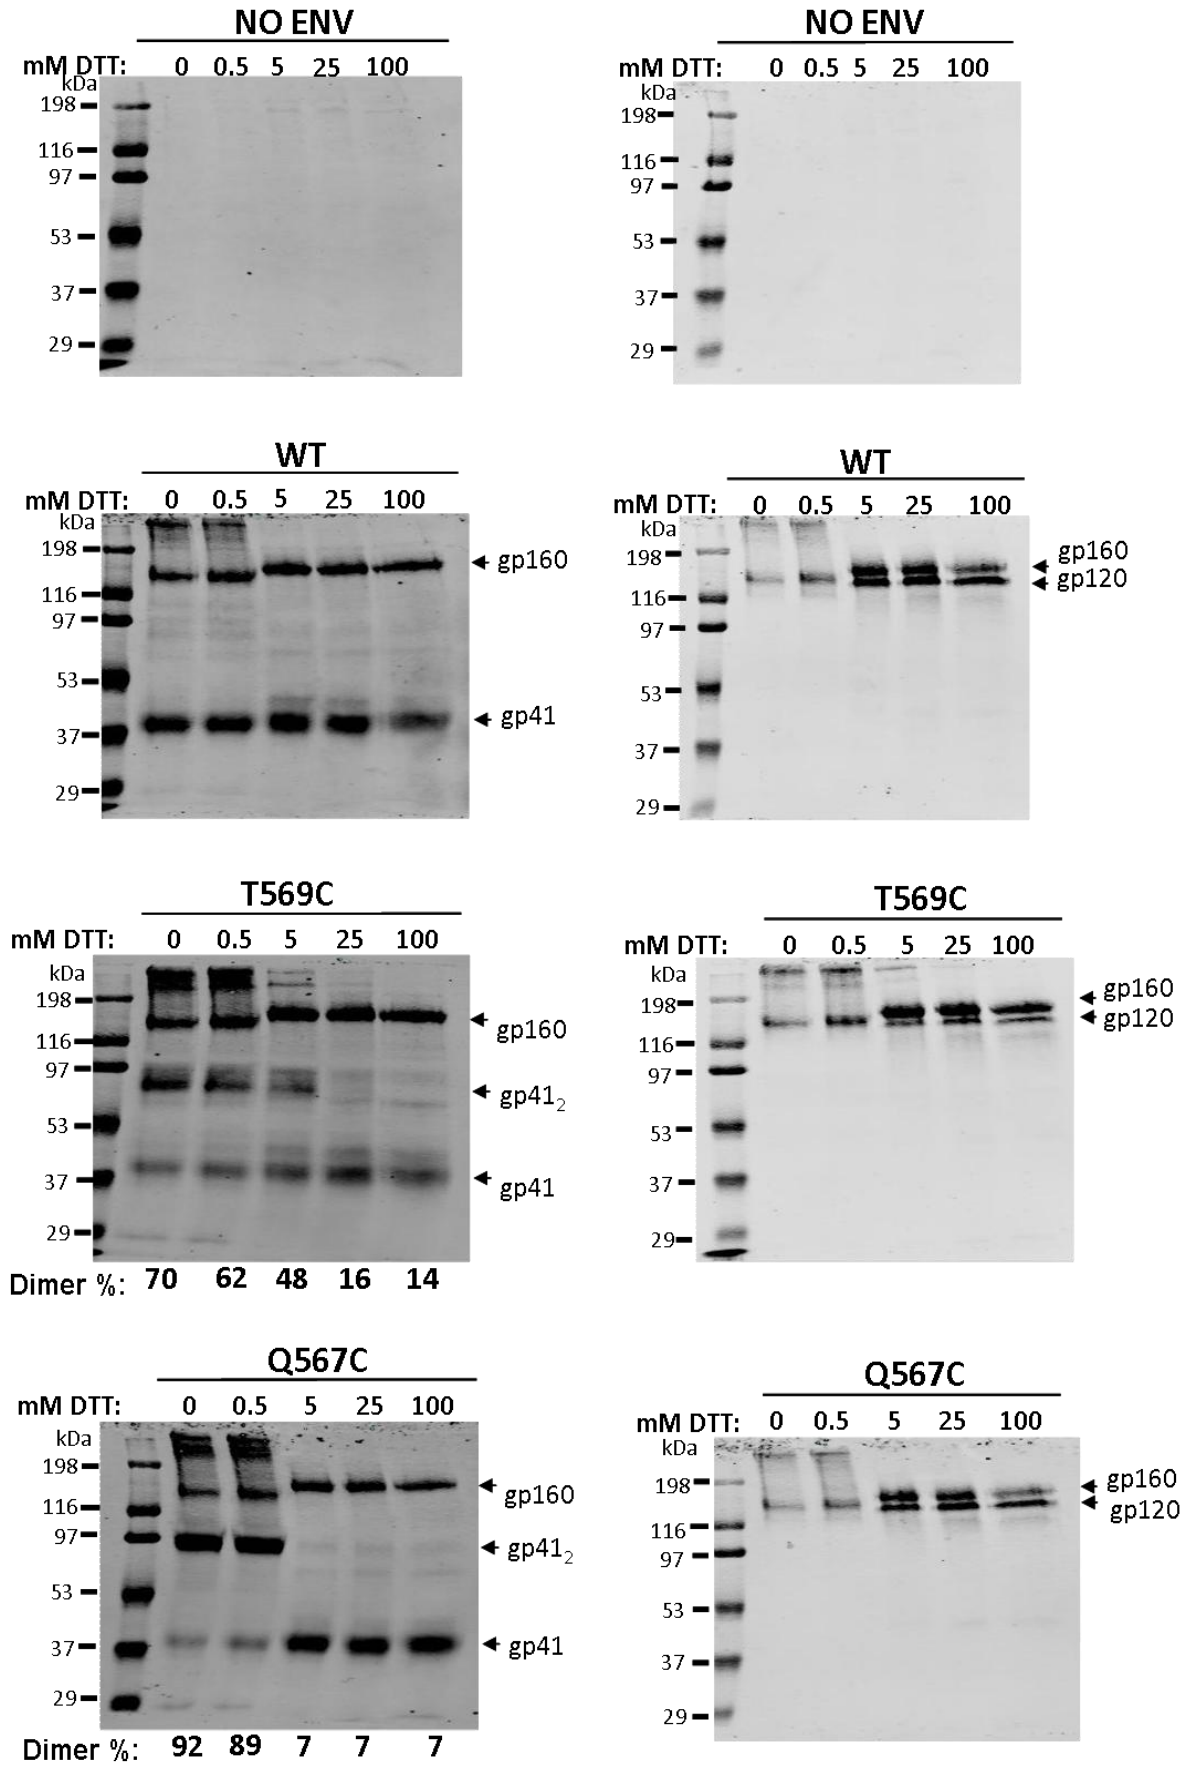 NO ENV
mM DTT: 0 0.5 5 25 100
kDa
198
116
97
53
37
29
NO ENV
mM DTT: 0 0.5 5 25 100
kDa
198
116
97
53
37
29
WT
mM DTT: 0 0.5 5 25 100
kDa
198
116
97
53
37
29
gp160
gp41
WT
mM DTT: 0 0.5 5 25 100
kDa
198
116
97
53
37
29
gp160
gp120
T569C
mM DTT: 0 0.5 5 25 100
kDa
198
116
97
53
37
29
gp160
gp41₂
gp41
Dimer %: 70 62 48 16 14
T569C
mM DTT: 0 0.5 5 25 100
kDa
198
116
97
53
37
29
gp160
gp120
Q567C
mM DTT: 0 0.5 5 25 100
kDa
198
116
97
53
37
29
gp160
gp41₂
gp41
Dimer %: 92 89 7 7 7
Q567C
mM DTT: 0 0.5 5 25 100
kDa
198
116
97
53
37
29
gp160
gp120